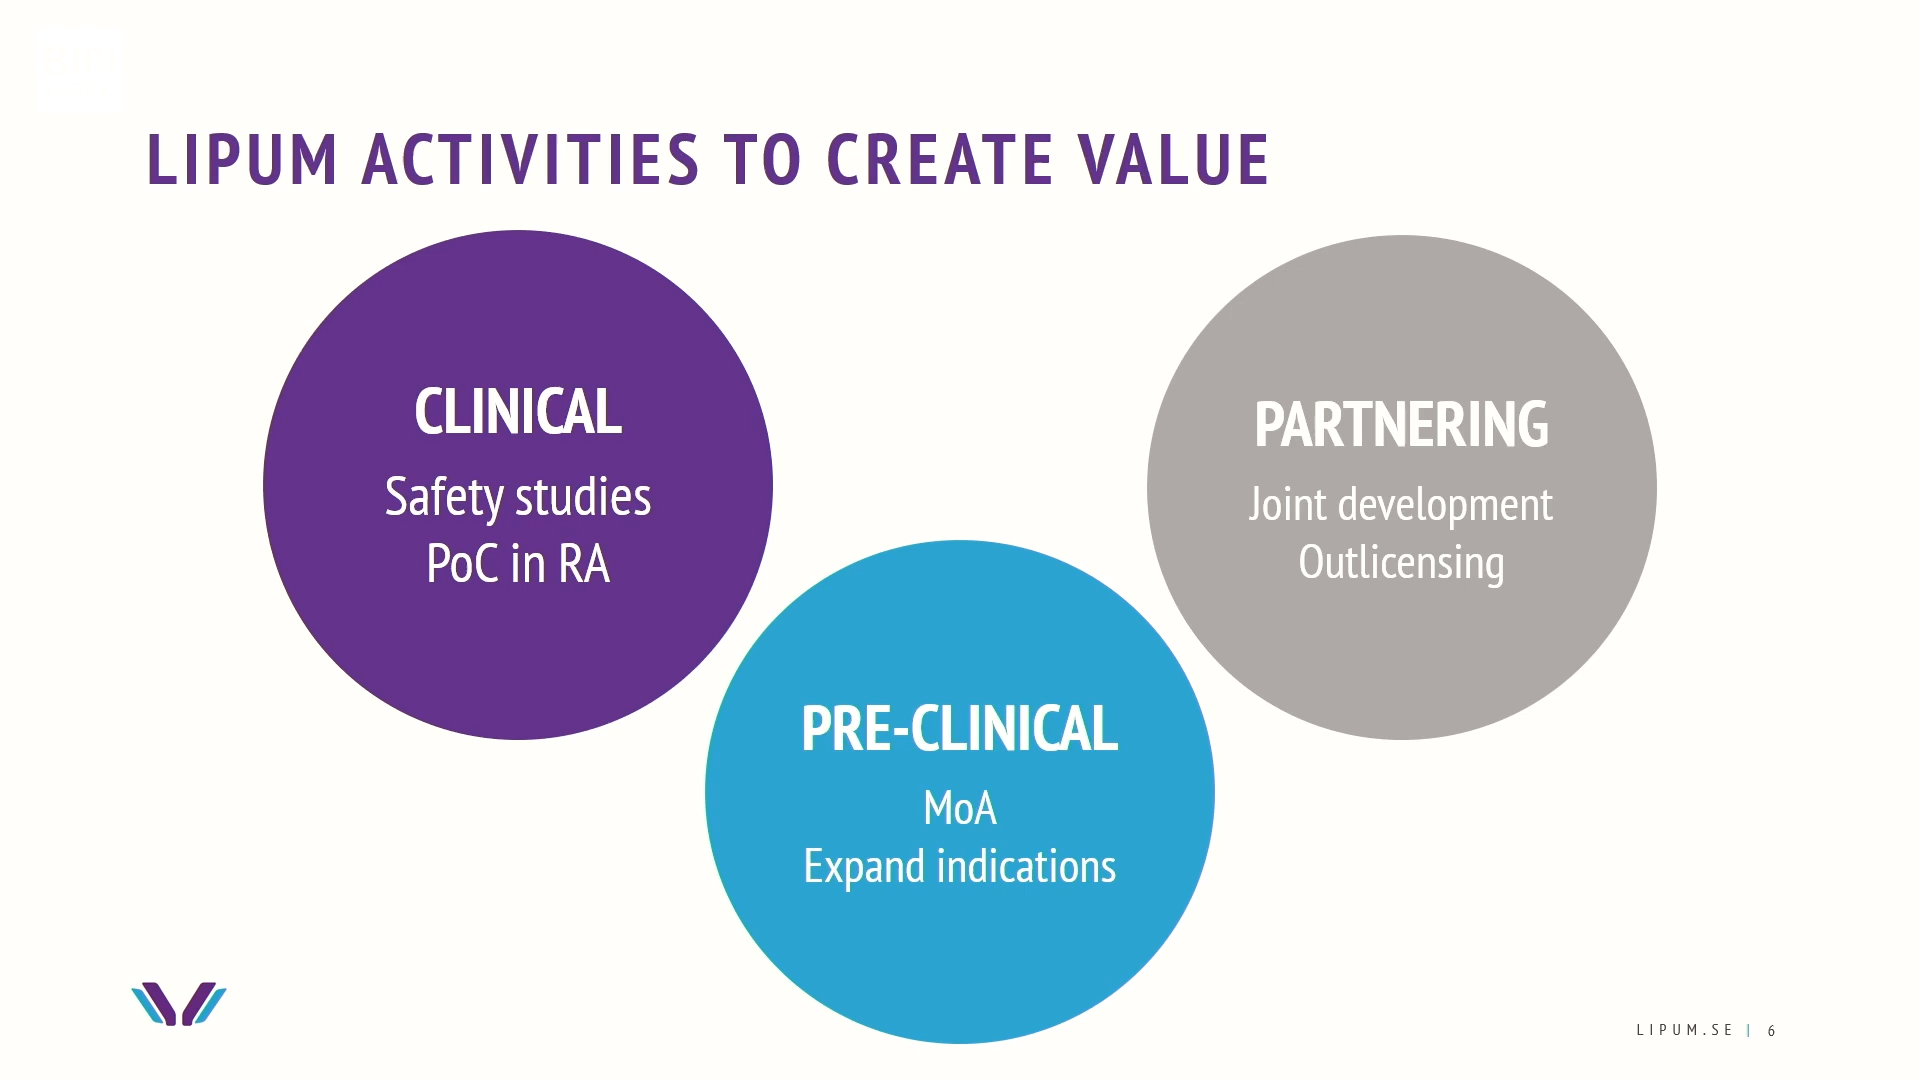 LIPUM ACTIVITIES TO CREATE VALUE
CLINICAL
Safety studies
PoC in RA
PARTNERING
Joint development
Outlicensing
PRE-CLINICAL
MoA
Expand indications
LIPUM.SE | 6